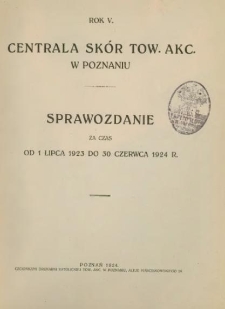 ROK V.
CENTRALA SKÓR TOW. AKC.
W POZNANIU
SPRAWOZDANIE
ZA CZAS
OD 1 LIPCA 1923 DO 30 CZERWCA 1924 R.
POZNAŃ 1924